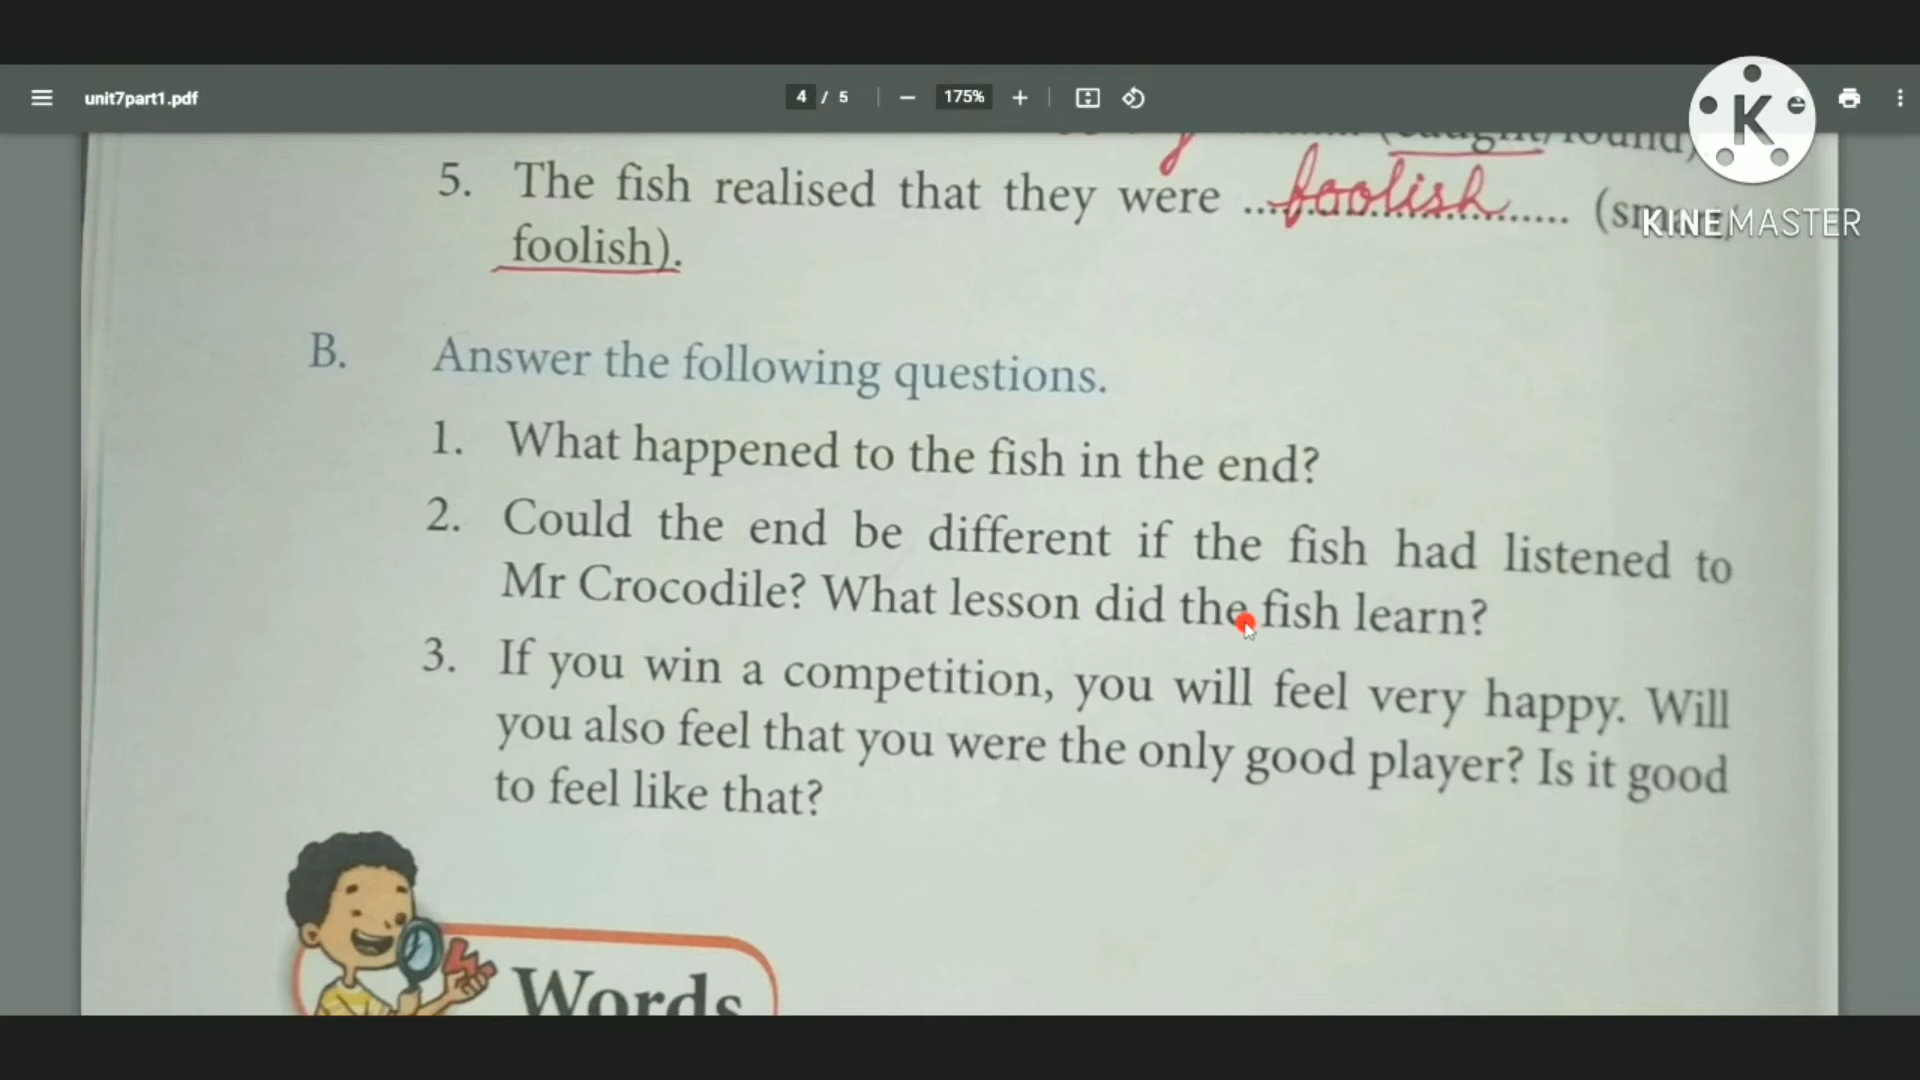 unit7part1.pdf
4 / 5
175%
K
KINEMASTER
5. The fish realised that they were ....foolish....... (
foolish).
B. Answer the following questions.
1. What happened to the fish in the end?
2. Could the end be different if the fish had listened to
Mr Crocodile? What lesson did the fish learn?
3. If you win a competition, you will feel very happy. Will
you also feel that you were the only good player? Is it good
to feel like that?
Words